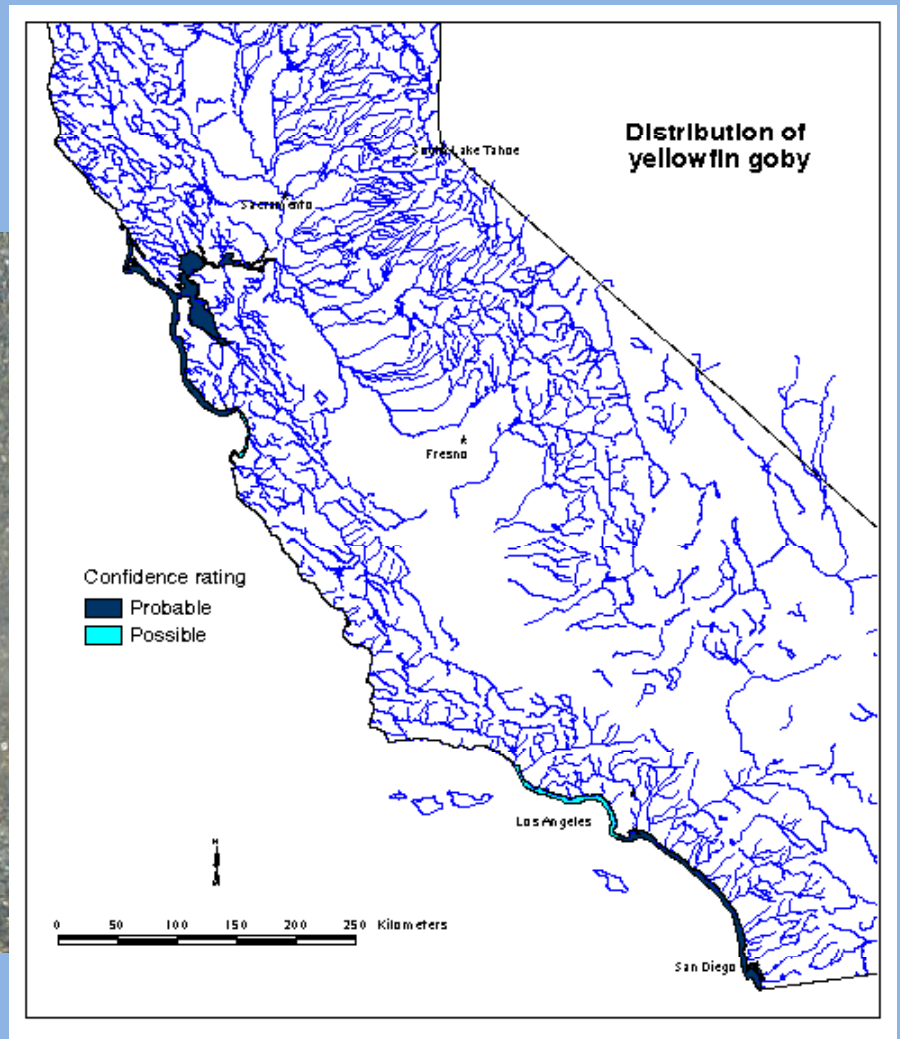 Distribution of
yellowfin goby
South Lake Tahoe
Sacramento
Fresno
Confidence rating
Probable
Possible
Los Angeles
N
0 50 100 150 200 250 Kilometers
San Diego